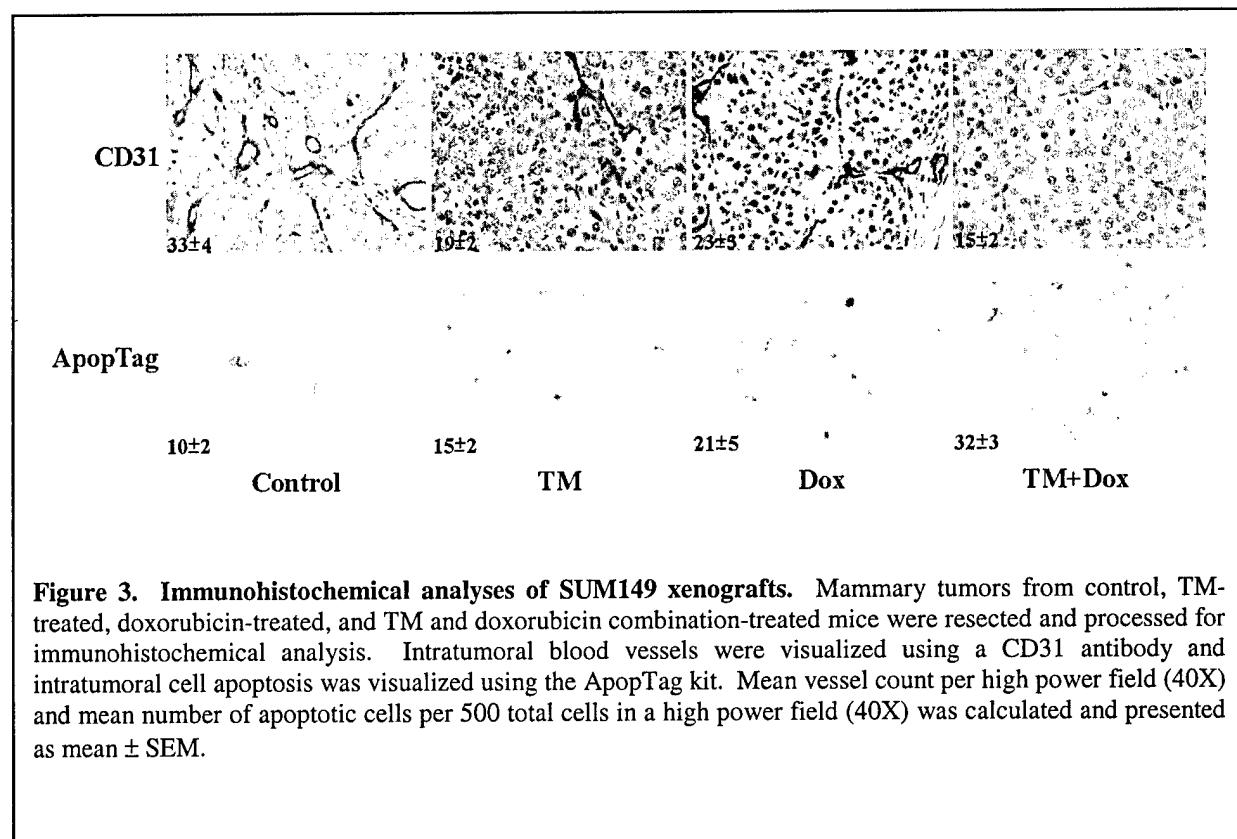 CD31
33±4 19±2 23±3 15±2
ApopTag
10±2 15±2 21±5 32±3
Control TM Dox TM+Dox
Figure 3. Immunohistochemical analyses of SUM149 xenografts. Mammary tumors from control, TM-
treated, doxorubicin-treated, and TM and doxorubicin combination-treated mice were resected and processed for
immunohistochemical analysis. Intratumoral blood vessels were visualized using a CD31 antibody and
intratumoral cell apoptosis was visualized using the ApopTag kit. Mean vessel count per high power field (40X)
and mean number of apoptotic cells per 500 total cells in a high power field (40X) was calculated and presented
as mean ± SEM.